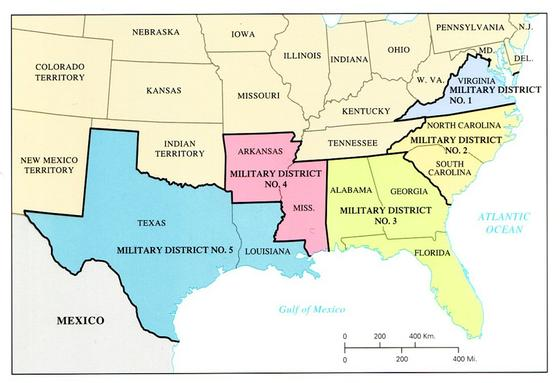 PENNSYLVANIA
N.J.
NEBRASKA
IOWA
OHIO
MD.
DEL.
ILLINOIS
INDIANA
COLORADO
TERRITORY
W. VA.
VIRGINIA
MILITARY DISTRICT
NO. 1
KANSAS
MISSOURI
KENTUCKY
NORTH CAROLINA
MILITARY DISTRICT
NO. 2
TENNESSEE
SOUTH
CAROLINA
NEW MEXICO
TERRITORY
INDIAN
TERRITORY
ARKANSAS
MILITARY DISTRICT
NO. 4
MISS.
ALABAMA
GEORGIA
MILITARY DISTRICT
NO. 3
FLORIDA
ATLANTIC
OCEAN
TEXAS
MILITARY DISTRICT NO. 5
LOUISIANA
MEXICO
Gulf of Mexico
0 200 400 Km.
0 200 400 Mi.